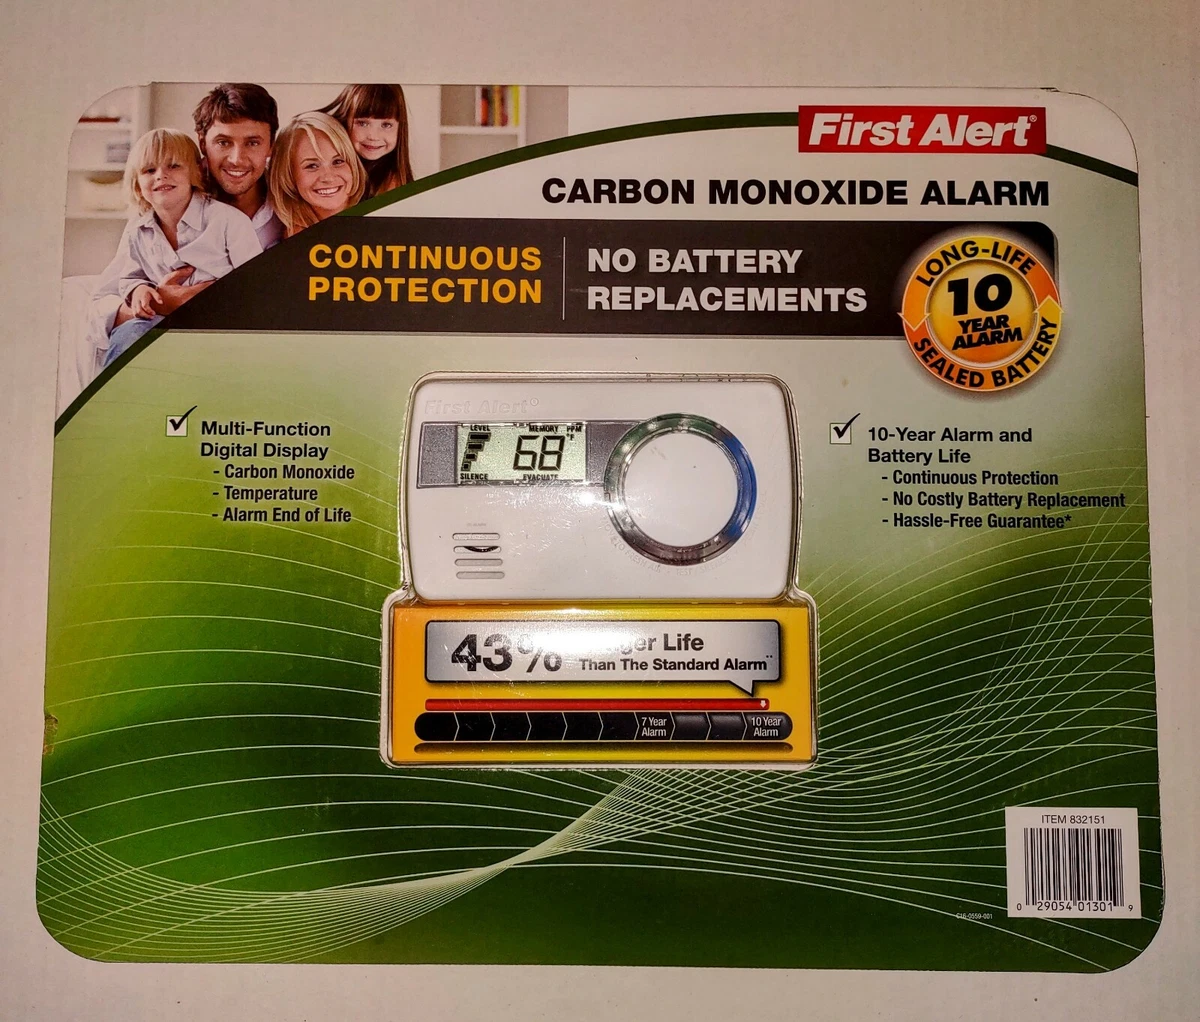 First Alert®
CARBON MONOXIDE ALARM
CONTINUOUS
PROTECTION
NO BATTERY
REPLACEMENTS
LONG-LIFE
10
YEAR
ALARM
SEALED BATTERY
Multi-Function
Digital Display
- Carbon Monoxide
- Temperature
- Alarm End of Life
First Alert®
LEVEL MEMORY PPM
68 °F
SILENCE EVACUATE
10-Year Alarm and
Battery Life
- Continuous Protection
- No Costly Battery Replacement
- Hassle-Free Guarantee*
43% Life
Than The Standard Alarm**
7 Year
Alarm
10 Year
Alarm
ITEM 832151
0 29054 01301 9
C16-0559-001